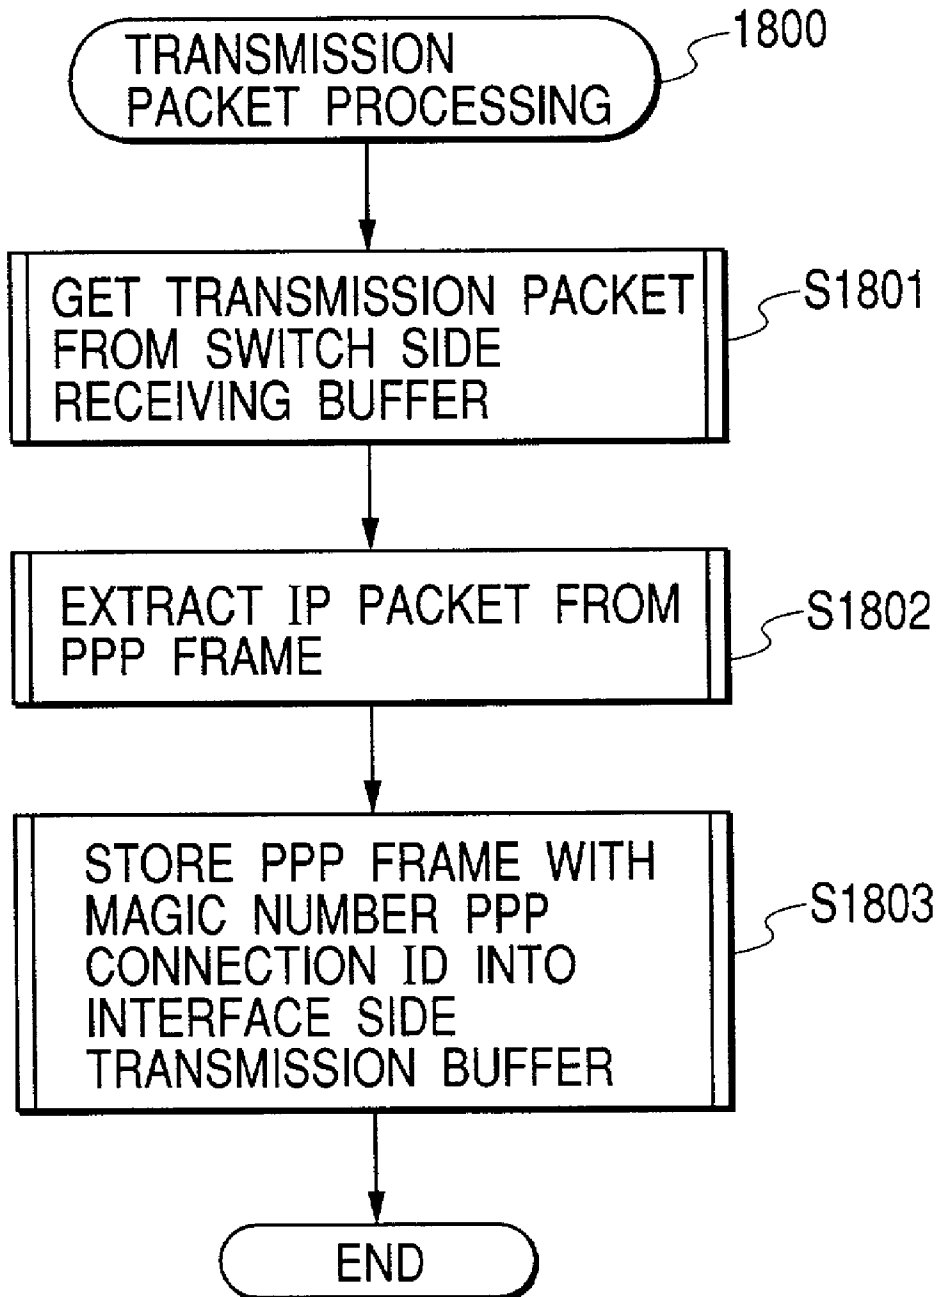 1800
TRANSMISSION
PACKET PROCESSING
GET TRANSMISSION PACKET
FROM SWITCH SIDE
RECEIVING BUFFER
S1801
EXTRACT IP PACKET FROM
PPP FRAME
S1802
STORE PPP FRAME WITH
MAGIC NUMBER PPP
CONNECTION ID INTO
INTERFACE SIDE
TRANSMISSION BUFFER
S1803
END